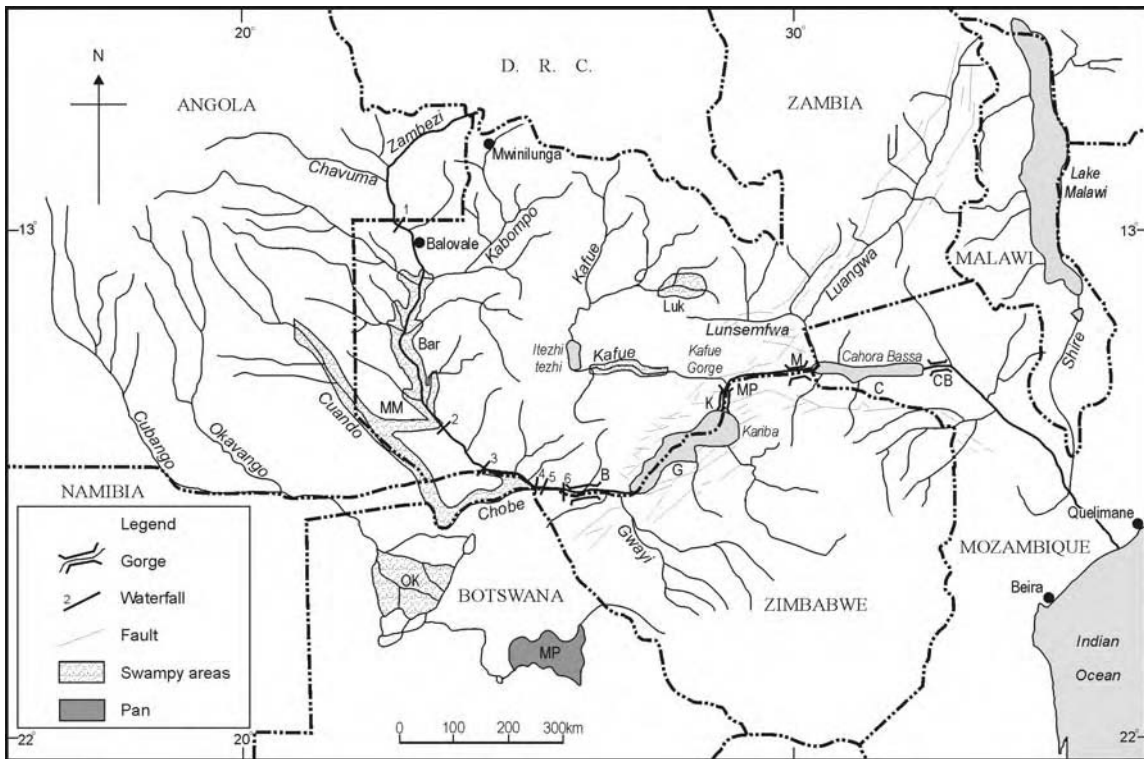 20
30
N
D. R. C.
ANGOLA
ZAMBIA
Zambezi
Mwinilunga
Chavuma
Lake
Malawi
13
1
13
Balovale
Kabompo
Kafue
Luangwa
MALAWI
Luk
Lunsemfwa
Bar
Itezhi
tezhi
Kafue
Kafue
Gorge
M
Cahora Bassa
CB
Shire
MM
K
MP
C
2
Cuando
Kariba
Cubango
Okavango
3
G
4
5
6
B
NAMIBIA
Chobe
Quelimane
Gwayi
MOZAMBIQUE
OK
BOTSWANA
ZIMBABWE
Beira
MP
Indian
Ocean
Legend
Gorge
2
Waterfall
Fault
Swampy areas
Pan
0
100
200
300km
22
20
30
22